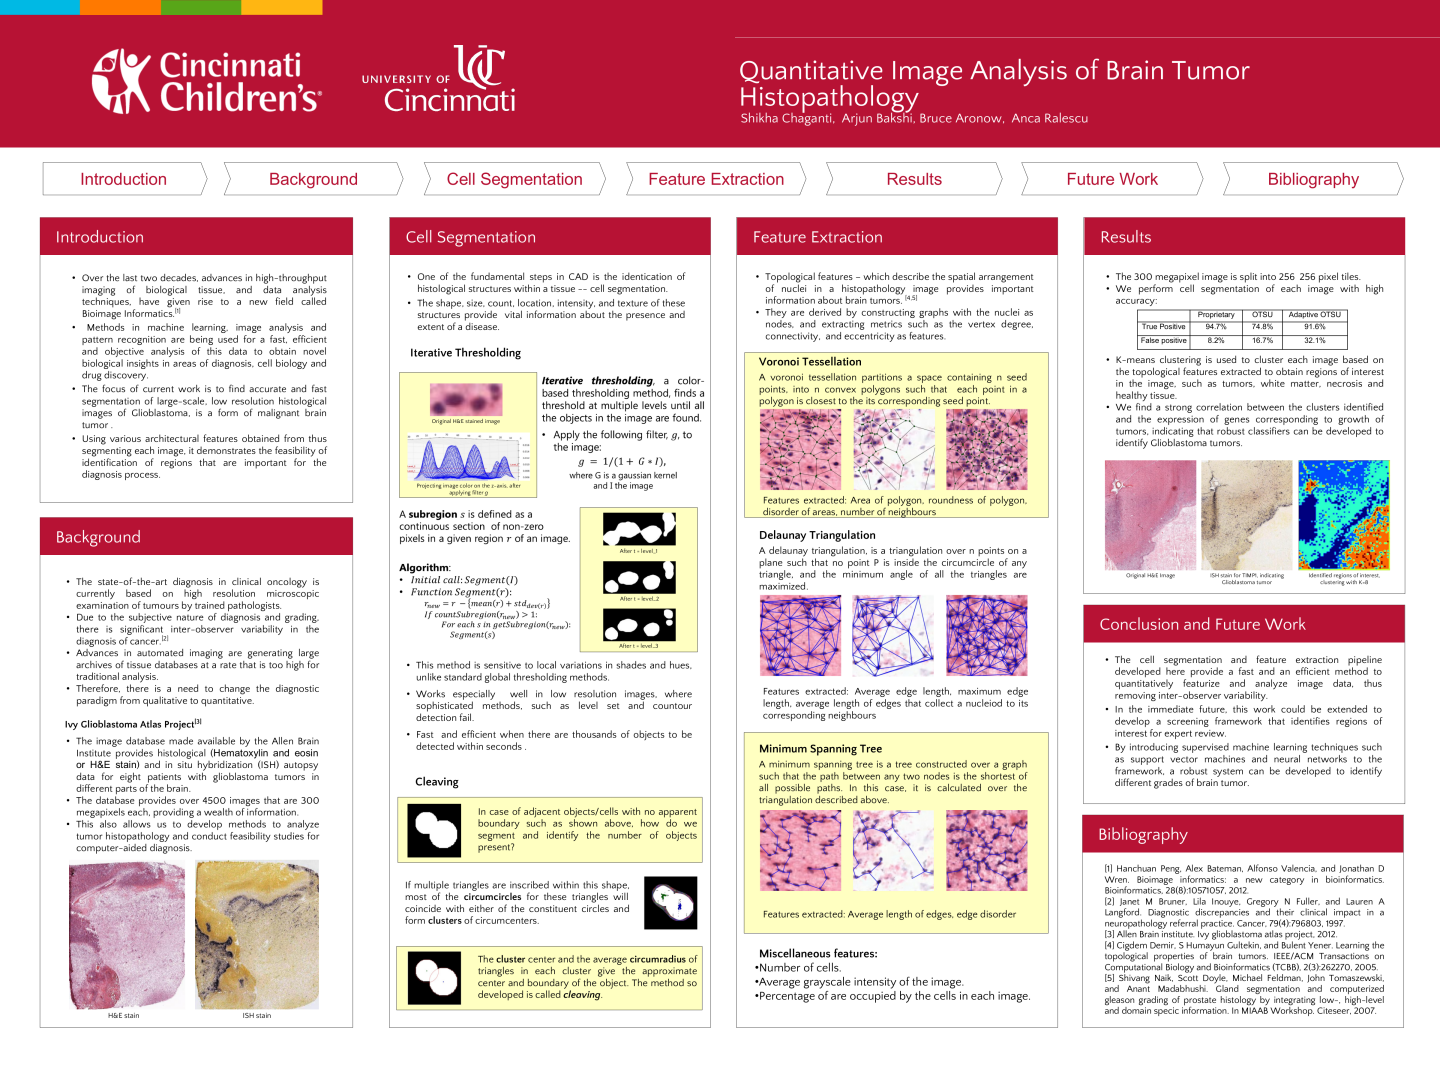 Cincinnati
Children's
UNIVERSITY OF
Cincinnati
Quantitative Image Analysis of Brain Tumor
Histopathology
Shikha Chaganti, Arjun Bakshi, Bruce Aronow, Anca Ralescu
Introduction
Background
Cell Segmentation
Feature Extraction
Results
Future Work
Bibliography
Introduction
• Over the last two decades, advances in high-throughput
imaging of biological tissue, and data analysis
techniques, have given rise to a new field called
Bioimage Informatics.[1]
• Methods in machine learning, image analysis and
pattern recognition are being used for a fast, efficient
and objective analysis of this data to obtain novel
biological insights in areas of diagnosis, cell biology and
drug discovery.
• The focus of current work is to find accurate and fast
segmentation of large-scale, low resolution histological
images of Glioblastoma, is a form of malignant brain
tumor .
• Using various architectural features obtained from thus
segmenting each image, it demonstrates the feasibility of
identification of regions that are important for the
diagnosis process.
Background
• The state-of-the-art diagnosis in clinical oncology is
currently based on high resolution microscopic
examination of tumours by trained pathologists.
• Due to the subjective nature of diagnosis and grading,
there is significant inter-observer variability in the
diagnosis of cancer.[2]
• Advances in automated imaging are generating large
archives of tissue databases at a rate that is too high for
traditional analysis.
• Therefore, there is a need to change the diagnostic
paradigm from qualitative to quantitative.
Ivy Glioblastoma Atlas Project[3]
• The image database made available by the Allen Brain
Institute provides histological (Hematoxylin and eosin
or H&E stain) and in situ hybridization (ISH) autopsy
data for eight patients with glioblastoma tumors in
different parts of the brain.
• The database provides over 4500 images that are 300
megapixels each, providing a wealth of information.
• This also allows us to develop methods to analyze
tumor histopathology and conduct feasibility studies for
computer-aided diagnosis.
H&E stain
ISH stain
Cell Segmentation
• One of the fundamental steps in CAD is the identification of
histological structures within a tissue -- cell segmentation.
• The shape, size, count, location, intensity, and texture of these
structures provide vital information about the presence and
extent of a disease.
Iterative Thresholding
Original H&E stained image
Projecting image color on the z-axis, after
applying filter g
Iterative thresholding, a color-
based thresholding method, finds a
threshold at multiple levels until all
the objects in the image are found.
• Apply the following filter, g, to
the image:
g = 1/(1 + G * I),
where G is a gaussian kernel
and I the image
A subregion s is defined as a
continuous section of non-zero
pixels in a given region r of an image.
Algorithm:
• Initial call: Segment(I)
• Function Segment(r):
r_new = r − {mean(r) + std_dev(r)}
If countSubregion(r_new) > 1:
For each s in getSubregion(r_new):
Segment(s)
After t = level_1
After t = level_2
After t = level_3
• This method is sensitive to local variations in shades and hues,
unlike standard global thresholding methods.
• Works especially well in low resolution images, where
sophisticated methods, such as level set and countour
detection fail.
• Fast and efficient when there are thousands of objects to be
detected within seconds .
Cleaving
In case of adjacent objects/cells with no apparent
boundary such as shown above, how do we
segment and identify the number of objects
present?
If multiple triangles are inscribed within this shape,
most of the circumcircles for these triangles will
coincide with either of the constituent circles and
form clusters of circumcenters.
The cluster center and the average circumradius of
triangles in each cluster give the approximate
center and boundary of the object. The method so
developed is called cleaving.
Feature Extraction
• Topological features – which describe the spatial arrangement
of nuclei in a histopathology image provides important
information about brain tumors. [4,5]
• They are derived by constructing graphs with the nuclei as
nodes, and extracting metrics such as the vertex degree,
connectivity, and eccentricity as features.
Voronoi Tessellation
A voronoi tessellation partitions a space containing n seed
points, into n convex polygons such that each point in a
polygon is closest to the its corresponding seed point.
Features extracted: Area of polygon, roundness of polygon,
disorder of areas, number of neighbours
Delaunay Triangulation
A delaunay triangulation, is a triangulation over n points on a
plane such that no point P is inside the circumcircle of any
triangle, and the minimum angle of all the triangles are
maximized.
Features extracted: Average edge length, maximum edge
length, average length of edges that collect a nucleiod to its
corresponding neighbours
Minimum Spanning Tree
A minimum spanning tree is a tree constructed over a graph
such that the path between any two nodes is the shortest of
all possible paths. In this case, it is calculated over the
triangulation described above.
Features extracted: Average length of edges, edge disorder
Miscellaneous features:
•Number of cells.
•Average grayscale intensity of the image.
•Percentage of are occupied by the cells in each image.
Results
• The 300 megapixel image is split into 256 256 pixel tiles.
• We perform cell segmentation of each image with high
accuracy:
Proprietary OTSU Adaptive OTSU
True Positive 94.7% 74.8% 91.6%
False positive 8.2% 16.7% 32.1%
• K-means clustering is used to cluster each image based on
the topological features extracted to obtain regions of interest
in the image, such as tumors, white matter, necrosis and
healthy tissue.
• We find a strong correlation between the clusters identified
and the expression of genes corresponding to growth of
tumors, indicating that robust classifiers can be developed to
identify Glioblastoma tumors.
Original H&E Image
ISH stain for TIMP1, indicating
Glioblastoma tumor
Identified regions of interest,
clustering with K=8
Conclusion and Future Work
• The cell segmentation and feature extraction pipeline
developed here provide a fast and an efficient method to
quantitatively featurize and analyze image data, thus
removing inter-observer variability.
• In the immediate future, this work could be extended to
develop a screening framework that identifies regions of
interest for expert review.
• By introducing supervised machine learning techniques such
as support vector machines and neural networks to the
framework, a robust system can be developed to identify
different grades of brain tumor.
Bibliography
[1] Hanchuan Peng, Alex Bateman, Alfonso Valencia, and Jonathan D
Wren. Bioimage informatics: a new category in bioinformatics.
Bioinformatics, 28(8):10571057, 2012.
[2] Janet M Bruner, Lila Inouye, Gregory N Fuller, and Lauren A
Langford. Diagnostic discrepancies and their clinical impact in a
neuropathology referral practice. Cancer, 79(4):796803, 1997.
[3] Allen Brain institute. Ivy glioblastoma atlas project, 2012.
[4] Cigdem Demir, S Humayun Gultekin, and Bulent Yener. Learning the
topological properties of brain tumors. IEEE/ACM Transactions on
Computational Biology and Bioinformatics (TCBB), 2(3):262270, 2005.
[5] Shivang Naik, Scott Doyle, Michael Feldman, John Tomaszewski,
and Anant Madabhushi. Gland segmentation and computerized
gleason grading of prostate histology by integrating low-, high-level
and domain specic information. In MIAAB Workshop. Citeseer, 2007.